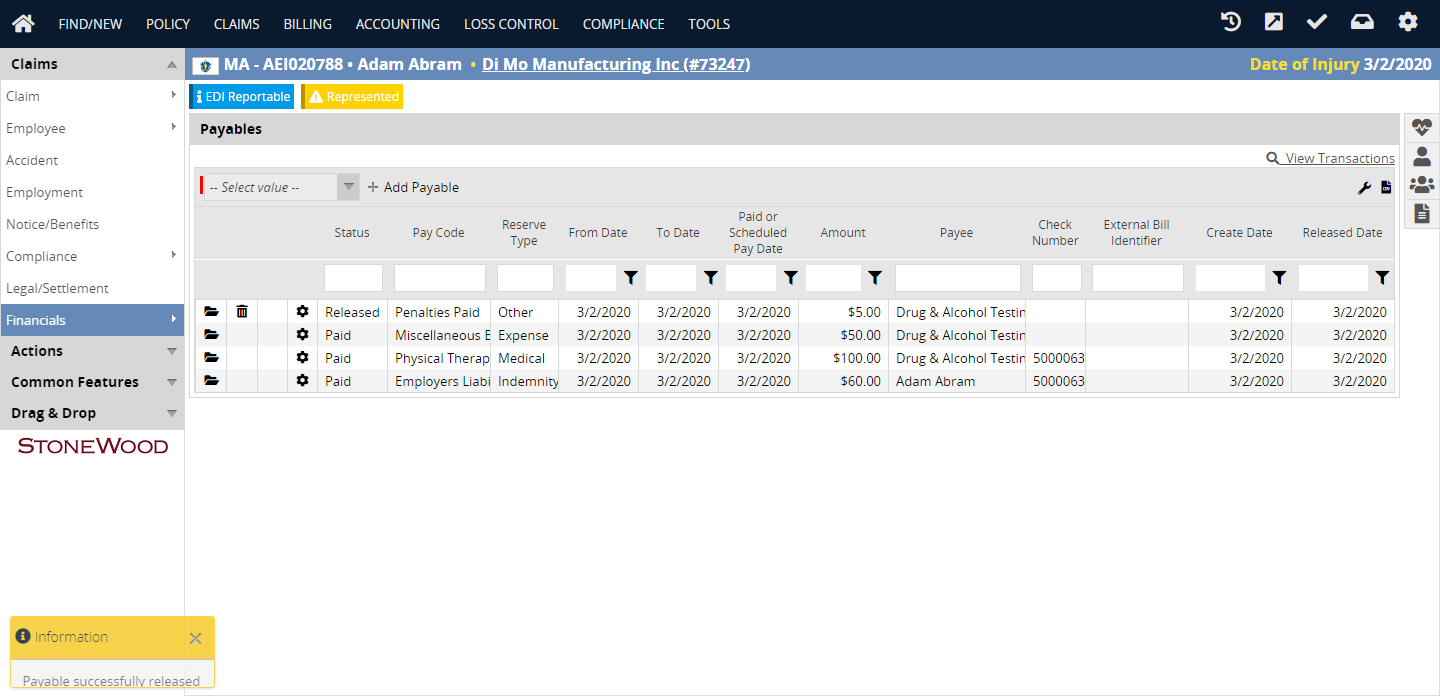 FIND/NEW POLICY CLAIMS BILLING ACCOUNTING LOSS CONTROL COMPLIANCE TOOLS
Claims
MA - AEI020788 • Adam Abram • Di Mo Manufacturing Inc (#73247) Date of Injury 3/2/2020
Claim
Employee
Accident
Employment
Notice/Benefits
Compliance
Legal/Settlement
Financials
Actions
Common Features
Drag & Drop
STONEWOOD
EDI Reportable Represented
Payables
View Transactions
-- Select value -- Add Payable
Status Pay Code Reserve Type From Date To Date Paid or Scheduled Pay Date Amount Payee Check Number External Bill Identifier Create Date Released Date
Released Penalties Paid Other 3/2/2020 3/2/2020 3/2/2020 $5.00 Drug & Alcohol Testin 3/2/2020 3/2/2020
Paid Miscellaneous E Expense 3/2/2020 3/2/2020 3/2/2020 $50.00 Drug & Alcohol Testin 3/2/2020 3/2/2020
Paid Physical Therap Medical 3/2/2020 3/2/2020 3/2/2020 $100.00 Drug & Alcohol Testin 5000063 3/2/2020 3/2/2020
Paid Employers Liabi Indemnity 3/2/2020 3/2/2020 3/2/2020 $60.00 Adam Abram 5000063 3/2/2020 3/2/2020
Information
Payable successfully released